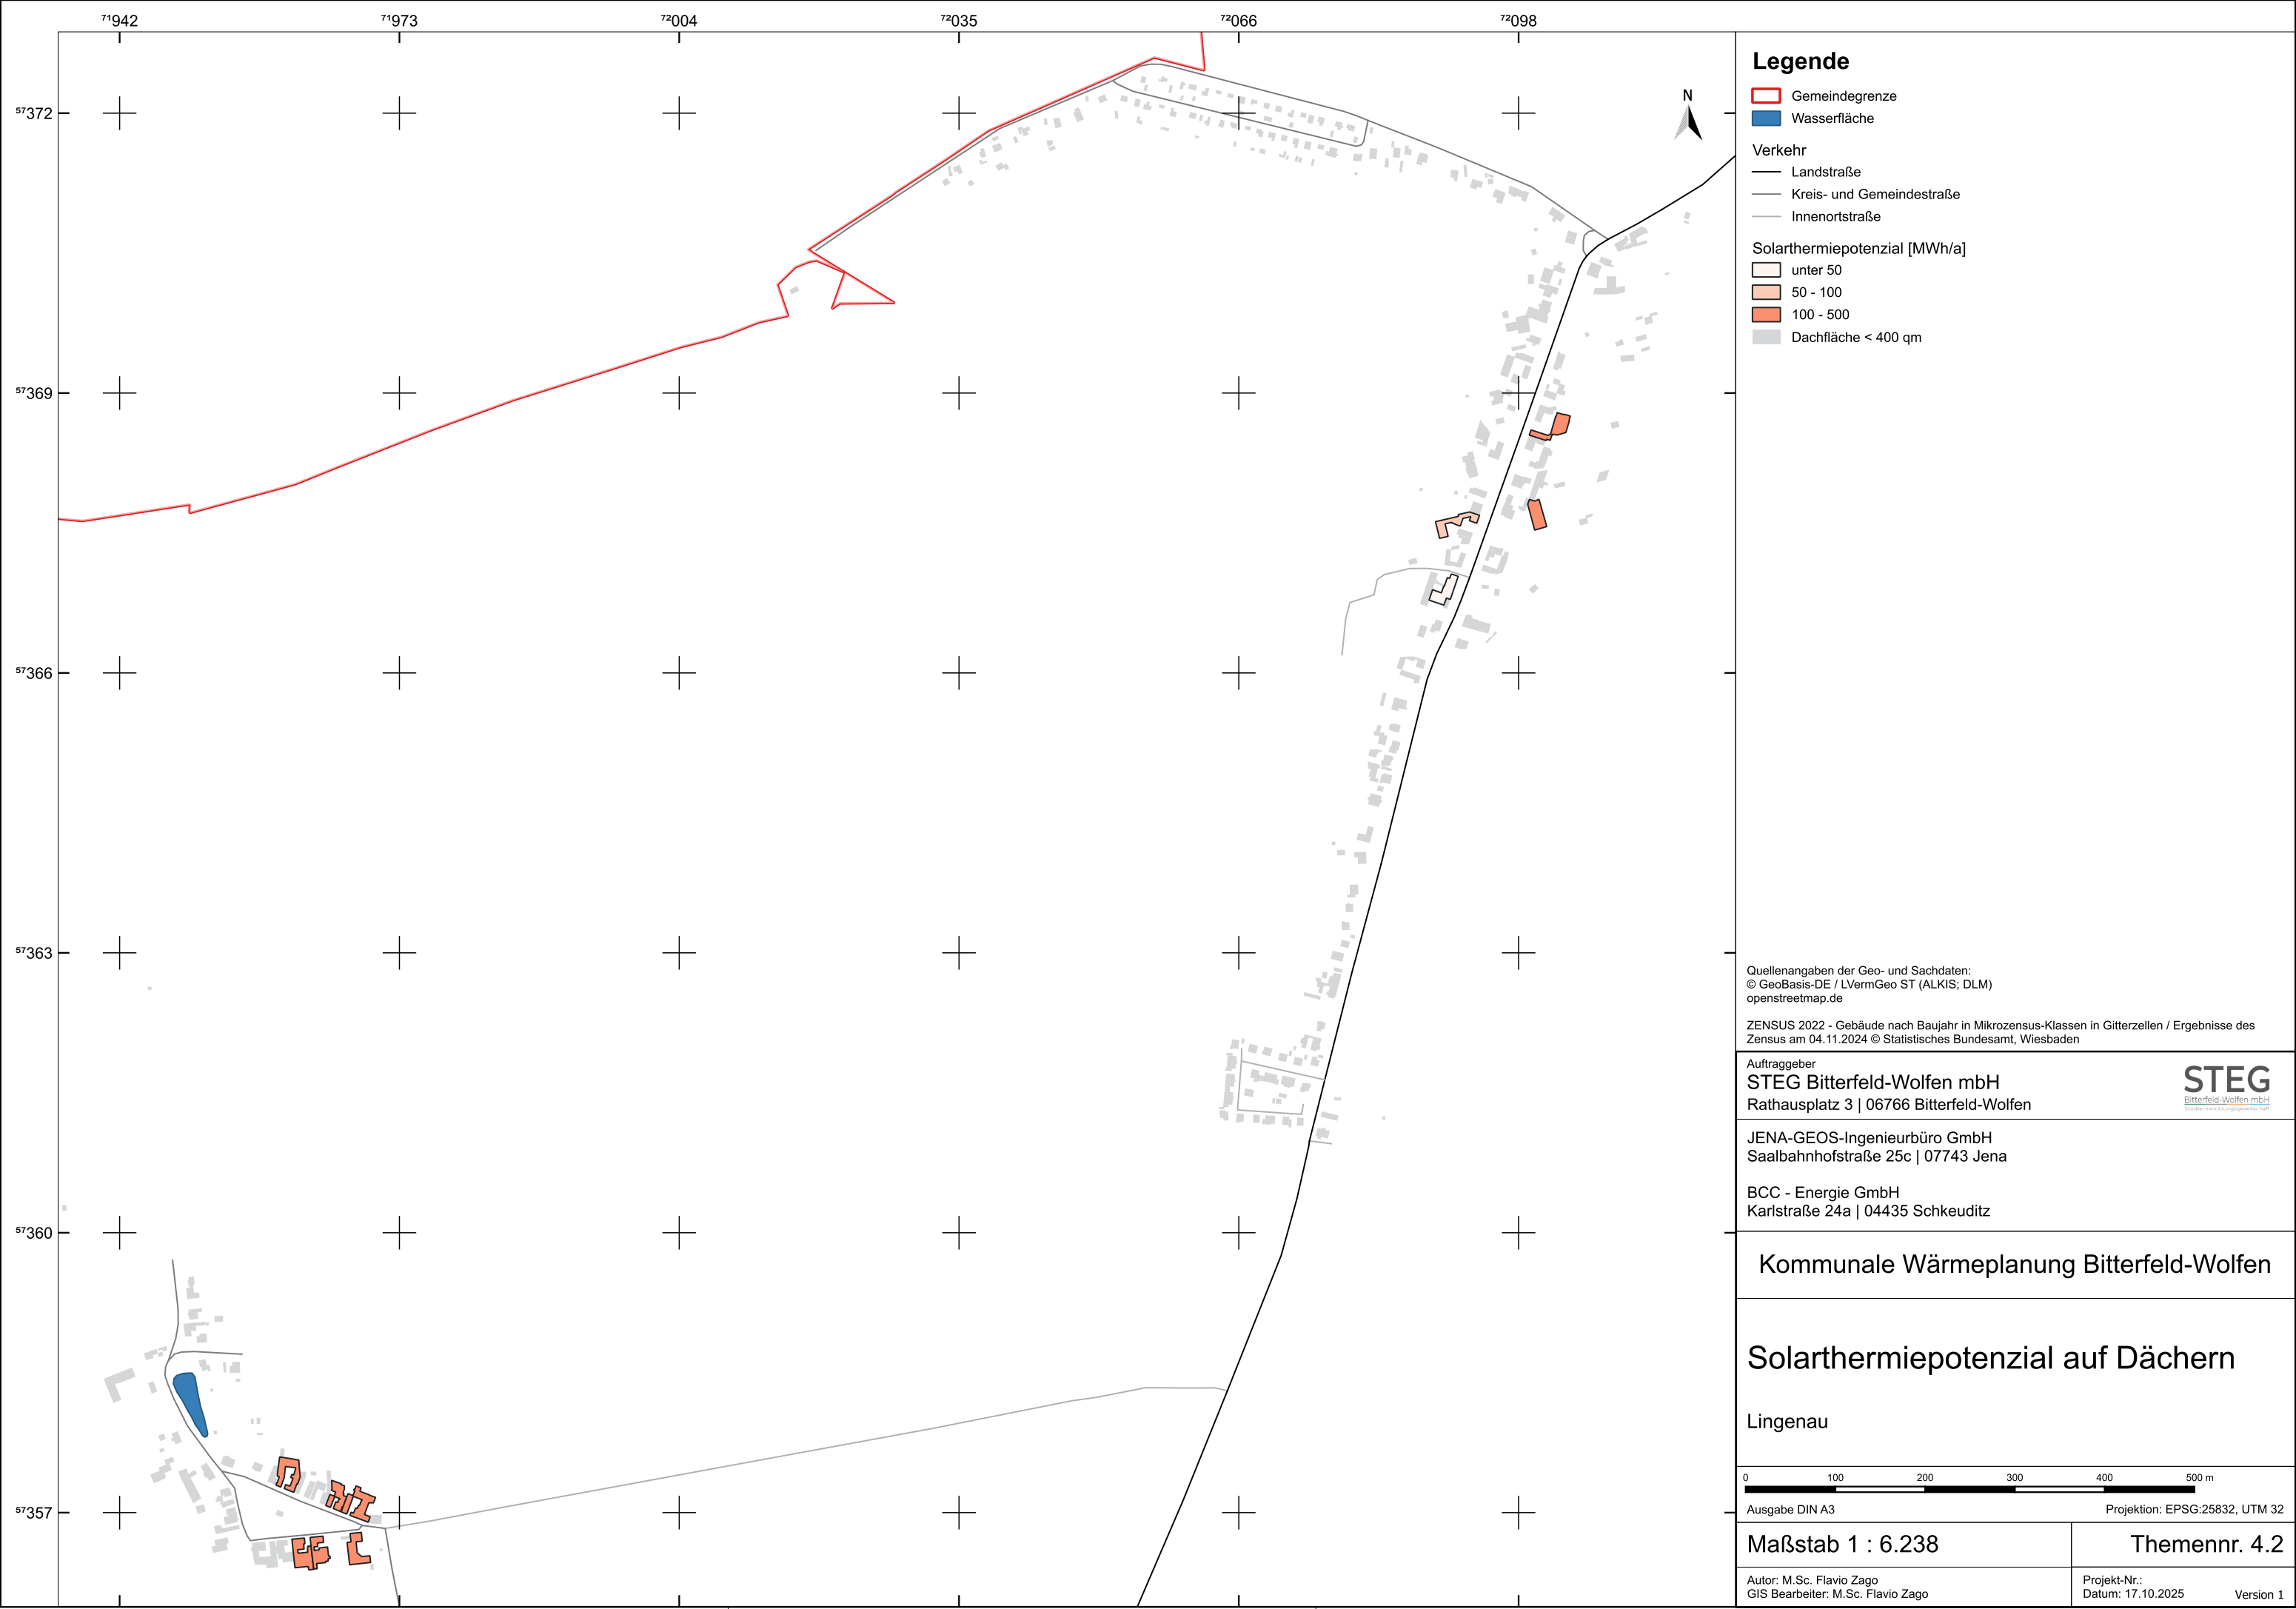 71942 71973 72004 72035 72066 72098
57372
57369
57366
57363
57360
57357
N
Legende
Gemeindegrenze
Wasserfläche
Verkehr
Landstraße
Kreis- und Gemeindestraße
Innenortstraße
Solarthermiepotenzial [MWh/a]
unter 50
50 - 100
100 - 500
Dachfläche < 400 qm
Quellenangaben der Geo- und Sachdaten:
© GeoBasis-DE / LVermGeo ST (ALKIS; DLM)
openstreetmap.de
ZENSUS 2022 - Gebäude nach Baujahr in Mikrozensus-Klassen in Gitterzellen / Ergebnisse des
Zensus am 04.11.2024 © Statistisches Bundesamt, Wiesbaden
Auftraggeber
STEG Bitterfeld-Wolfen mbH
Rathausplatz 3 | 06766 Bitterfeld-Wolfen
STEG
Bitterfeld-Wolfen mbH
Stadtentwicklungsgesellschaft
JENA-GEOS-Ingenieurbüro GmbH
Saalbahnhofstraße 25c | 07743 Jena
BCC - Energie GmbH
Karlstraße 24a | 04435 Schkeuditz
Kommunale Wärmeplanung Bitterfeld-Wolfen
Solarthermiepotenzial auf Dächern
Lingenau
0 100 200 300 400 500 m
Ausgabe DIN A3 Projektion: EPSG:25832, UTM 32
Maßstab 1 : 6.238 Themennr. 4.2
Autor: M.Sc. Flavio Zago
GIS Bearbeiter: M.Sc. Flavio Zago
Projekt-Nr.:
Datum: 17.10.2025 Version 1